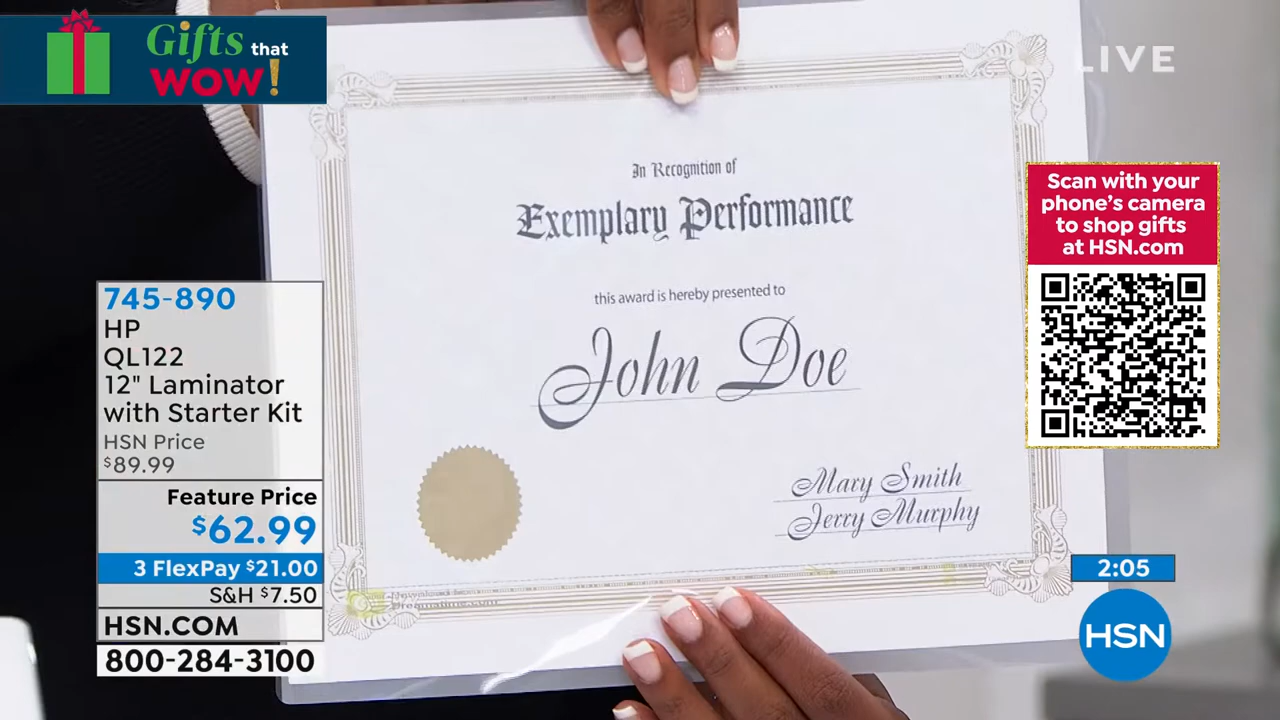 Gifts that
WOW!
LIVE
In Recognition of
Exemplary Performance
this award is hereby presented to
John Doe
Mary Smith
Jerry Murphy
Scan with your
phone's camera
to shop gifts
at HSN.com
745-890
HP
QL122
12" Laminator
with Starter Kit
HSN Price
$89.99
Feature Price
$62.99
3 FlexPay $21.00
S&H $7.50
HSN.COM
800-284-3100
2:05
HSN